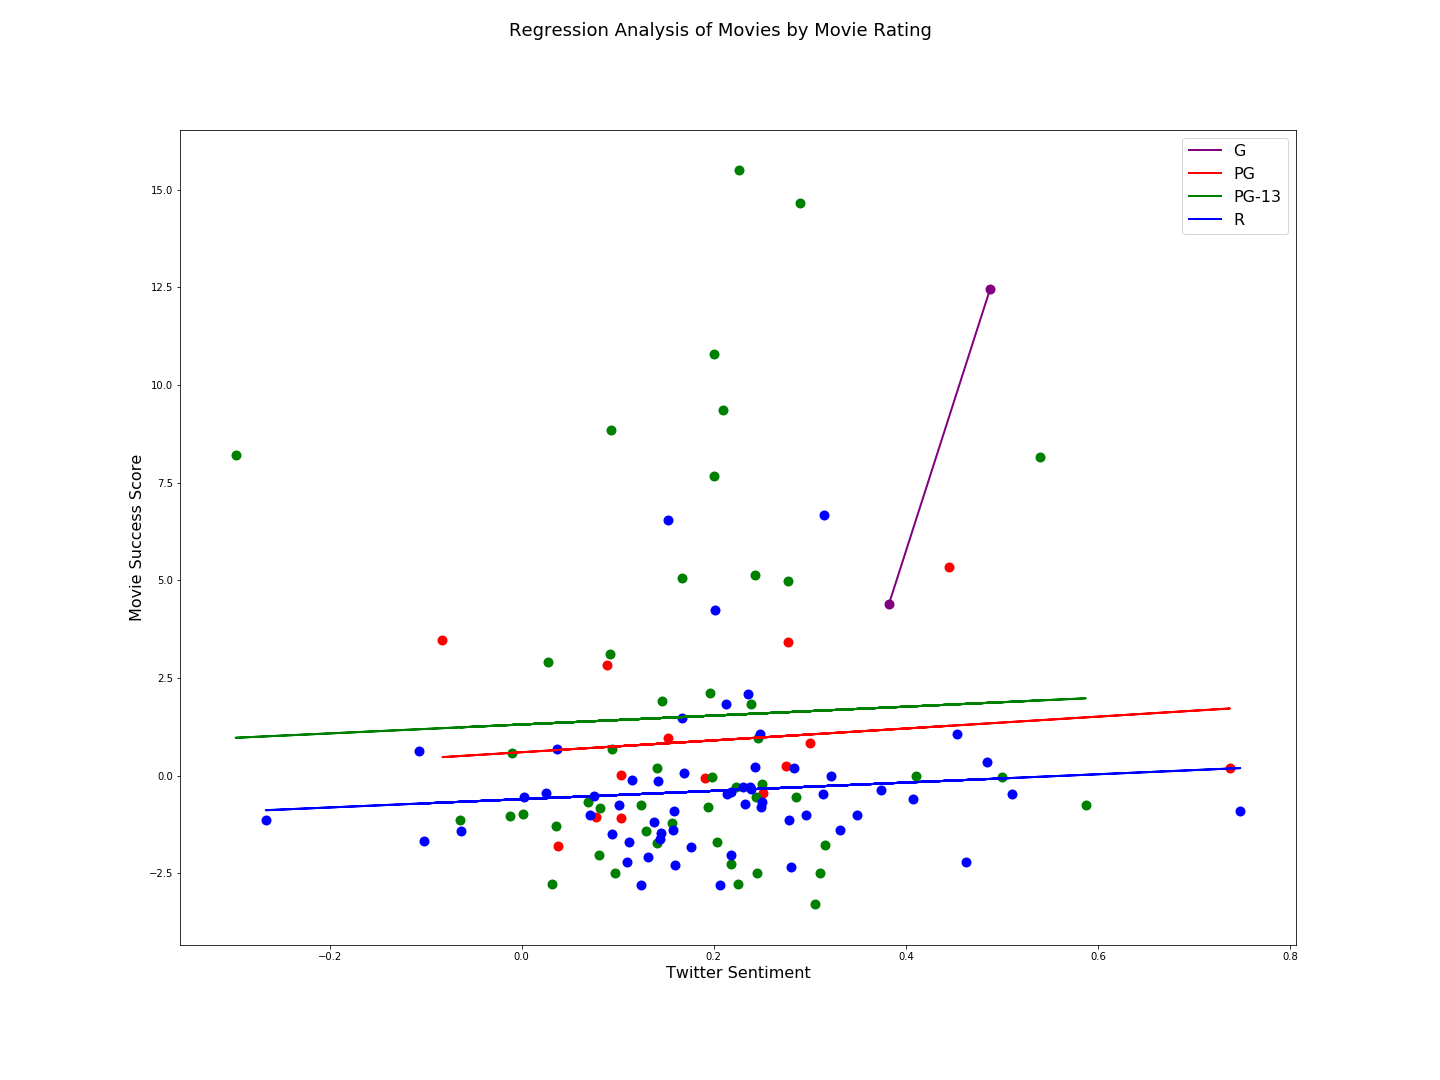 Regression Analysis of Movies by Movie Rating
G
PG
PG-13
R
15.0
12.5
10.0
7.5
5.0
2.5
0.0
−2.5
Movie Success Score
−0.2
0.0
0.2
0.4
0.6
0.8
Twitter Sentiment